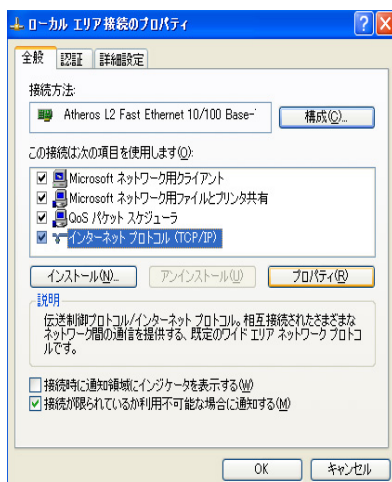 ローカル エリア接続のプロパティ
全般 認証 詳細設定
接続方法:
Atheros L2 Fast Ethernet 10/100 Base-
構成(C)...
この接続は次の項目を使用します(O):
Microsoft ネットワーク用クライアント
Microsoft ネットワーク用ファイルとプリンタ共有
QoS パケット スケジューラ
インターネット プロトコル (TCP/IP)
インストール(N)... アンインストール(U) プロパティ(R)
説明
伝送制御プロトコル/インターネット プロトコル。相互接続されたさまざまな
ネットワーク間の通信を提供する、既定のワイド エリア ネットワーク プロトコ
ルです。
接続時に通知領域にインジケータを表示する(W)
接続が限られているか利用不可能な場合に通知する(M)
OK キャンセル